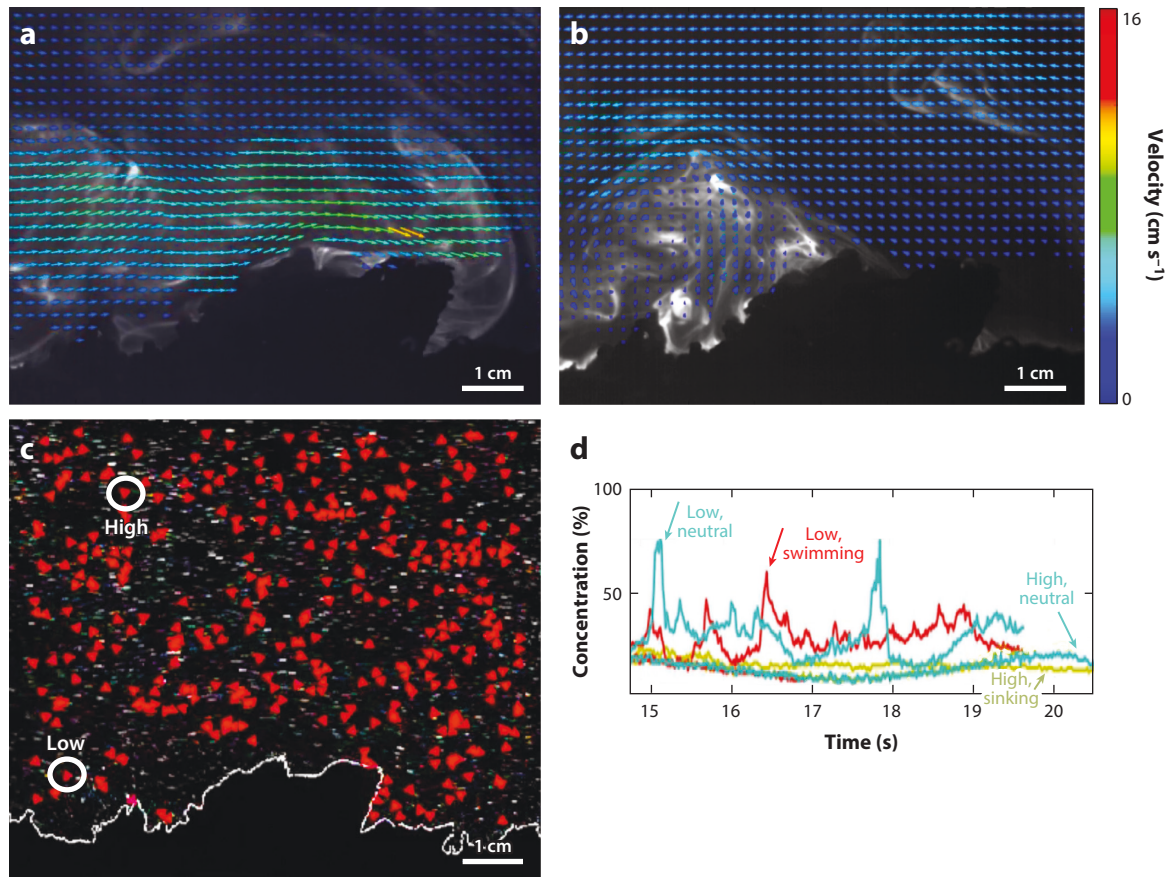 a
1 cm
b
1 cm
16
Velocity (cm s⁻¹)
0
c
High
Low
1 cm
d
Concentration (%)
100
50
Low,
neutral
Low,
swimming
High,
neutral
High,
sinking
15 16 17 18 19 20
Time (s)